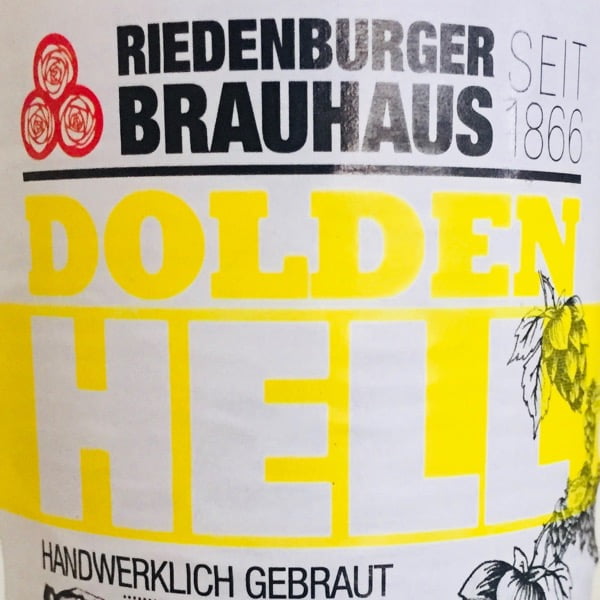 RIEDENBURGER
BRAUHAUS
SEIT
1866
DOLDEN
HELL
HANDWERKLICH GEBRAUT